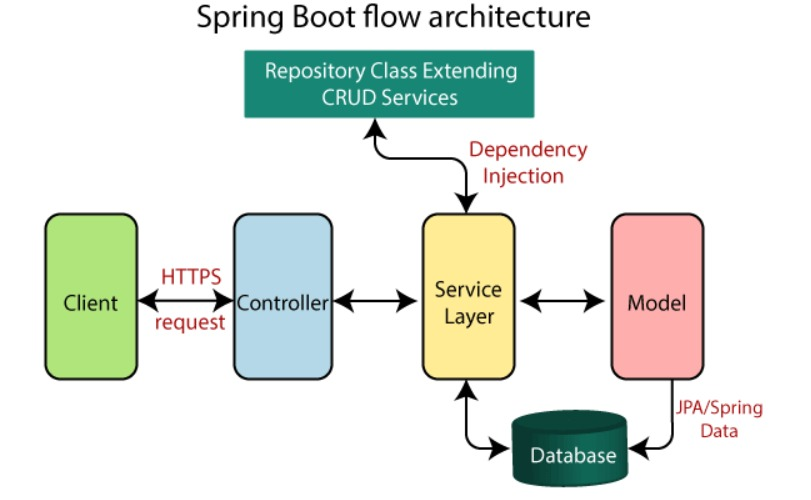 Spring Boot flow architecture
Repository Class Extending
CRUD Services
Dependency
Injection
Client
HTTPS
request
Controller
Service
Layer
Model
JPA/Spring
Data
Database